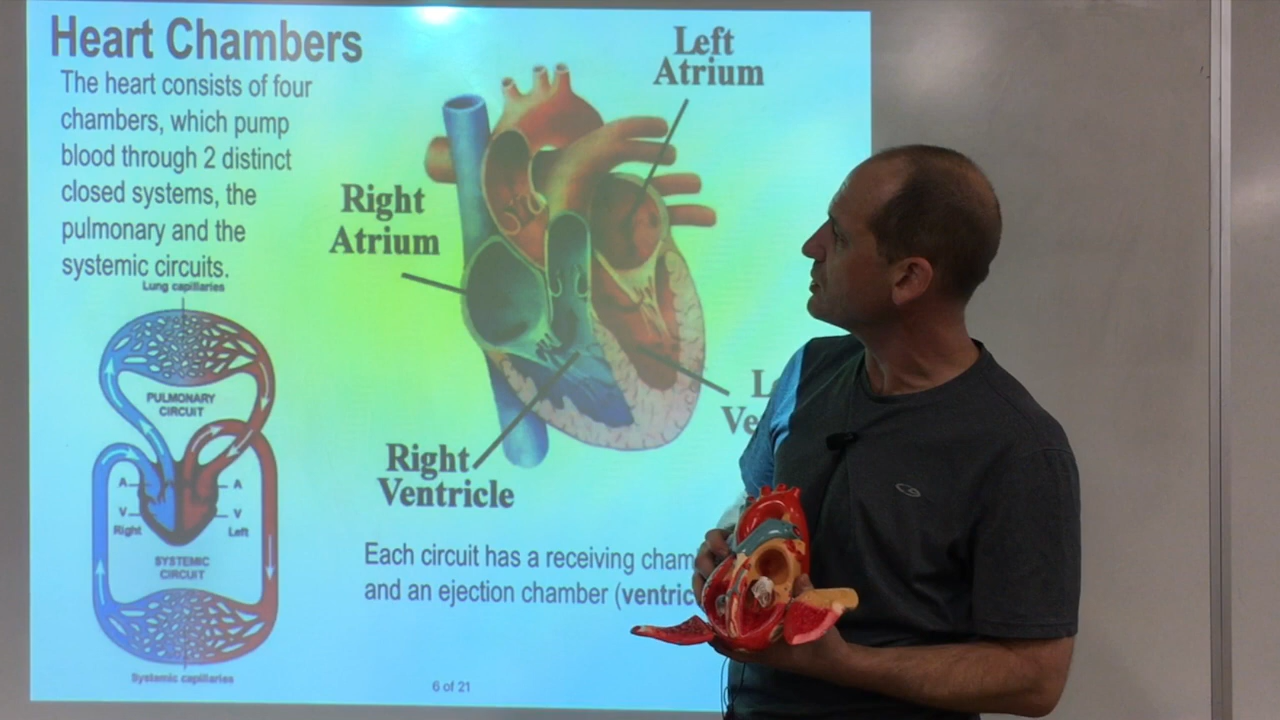 Heart Chambers
The heart consists of four
chambers, which pump
blood through 2 distinct
closed systems, the
pulmonary and the
systemic circuits.
Left
Atrium
Right
Atrium
L
Ve
Right
Ventricle
Lung capillaries
PULMONARY
CIRCUIT
A
A
V
V
Right
Left
SYSTEMIC
CIRCUIT
Systemic capillaries
Each circuit has a receiving cham
and an ejection chamber (ventric
6 of 21